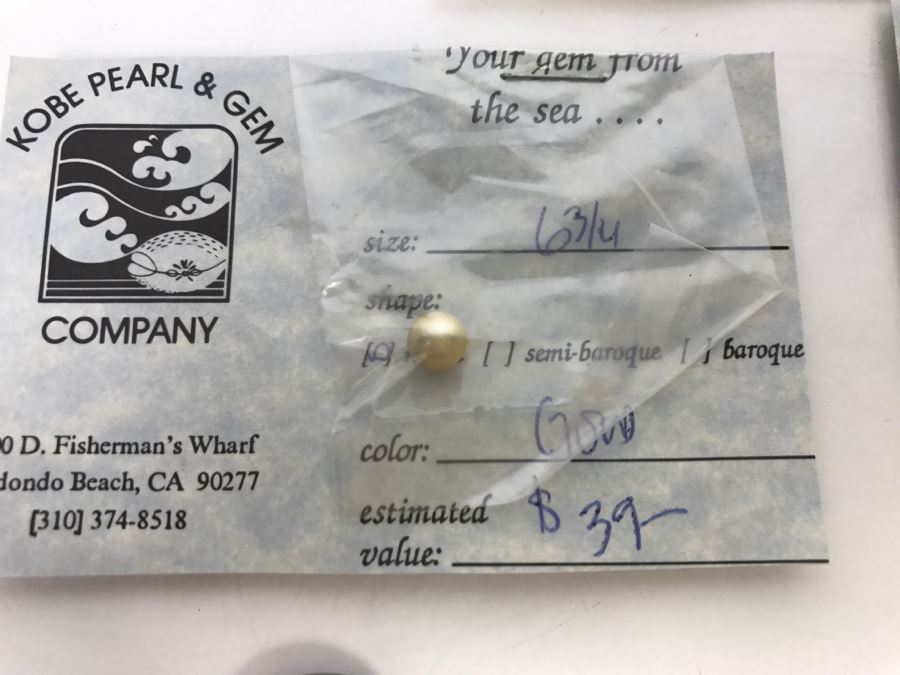 KOBE PEARL & GEM
COMPANY
0 D. Fisherman's Wharf
dondo Beach, CA 90277
[310] 374-8518
Your gem from
the sea . . . .
size: 6 3/4
shape:
[ ] semi-baroque [ ] baroque
color: Gold
estimated
value: $ 39-